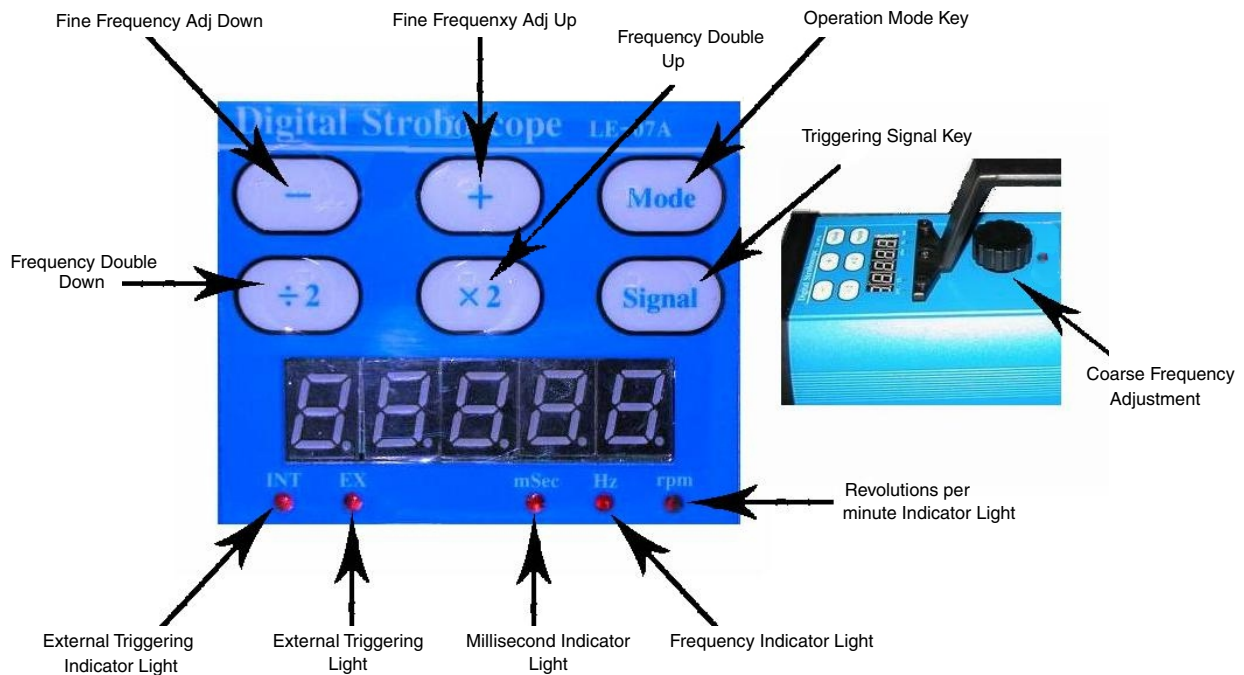 Fine Frequency Adj Down
Fine Frequenxy Adj Up
Operation Mode Key
Frequency Double
Up
Digital Stroboscope LE-07A
Triggering Signal Key
− + Mode
Frequency Double
Down
÷2 ×2 Signal
Coarse Frequency
Adjustment
INT EX mSec Hz rpm
Revolutions per
minute Indicator Light
External Triggering
Indicator Light
External Triggering
Light
Millisecond Indicator
Light
Frequency Indicator Light